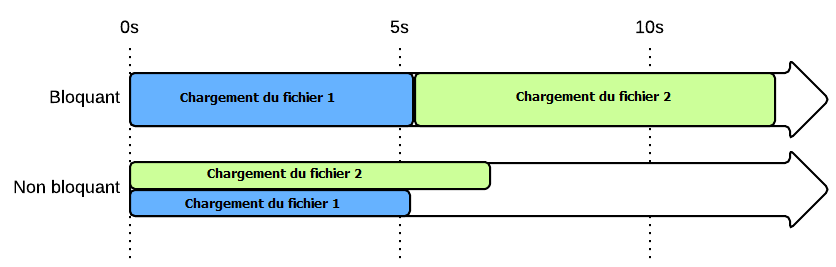 0s 5s 10s
Bloquant Chargement du fichier 1 Chargement du fichier 2
Chargement du fichier 2
Non bloquant
Chargement du fichier 1